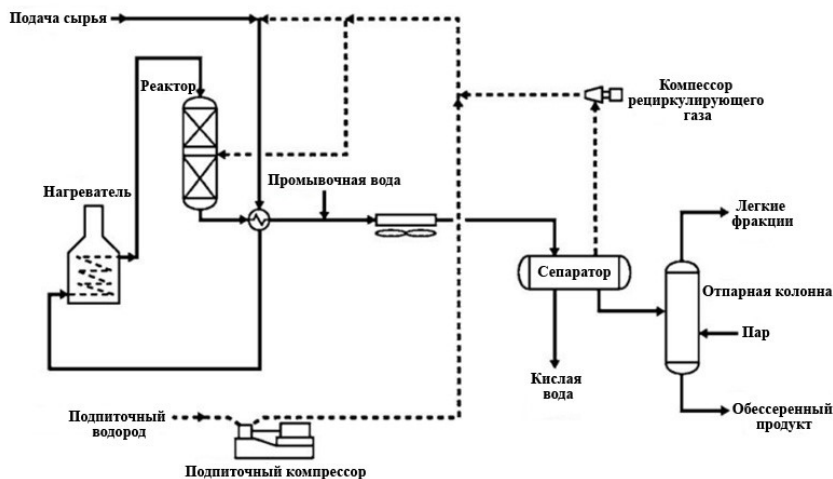 Подача сырья
Реактор
Компессор
рециркулирующего
газа
Нагреватель
Промывочная вода
Легкие
фракции
Сепаратор
Отпарная колонна
Пар
Кислая
вода
Подпиточный
водород
Обессеренный
продукт
Подпиточный компрессор